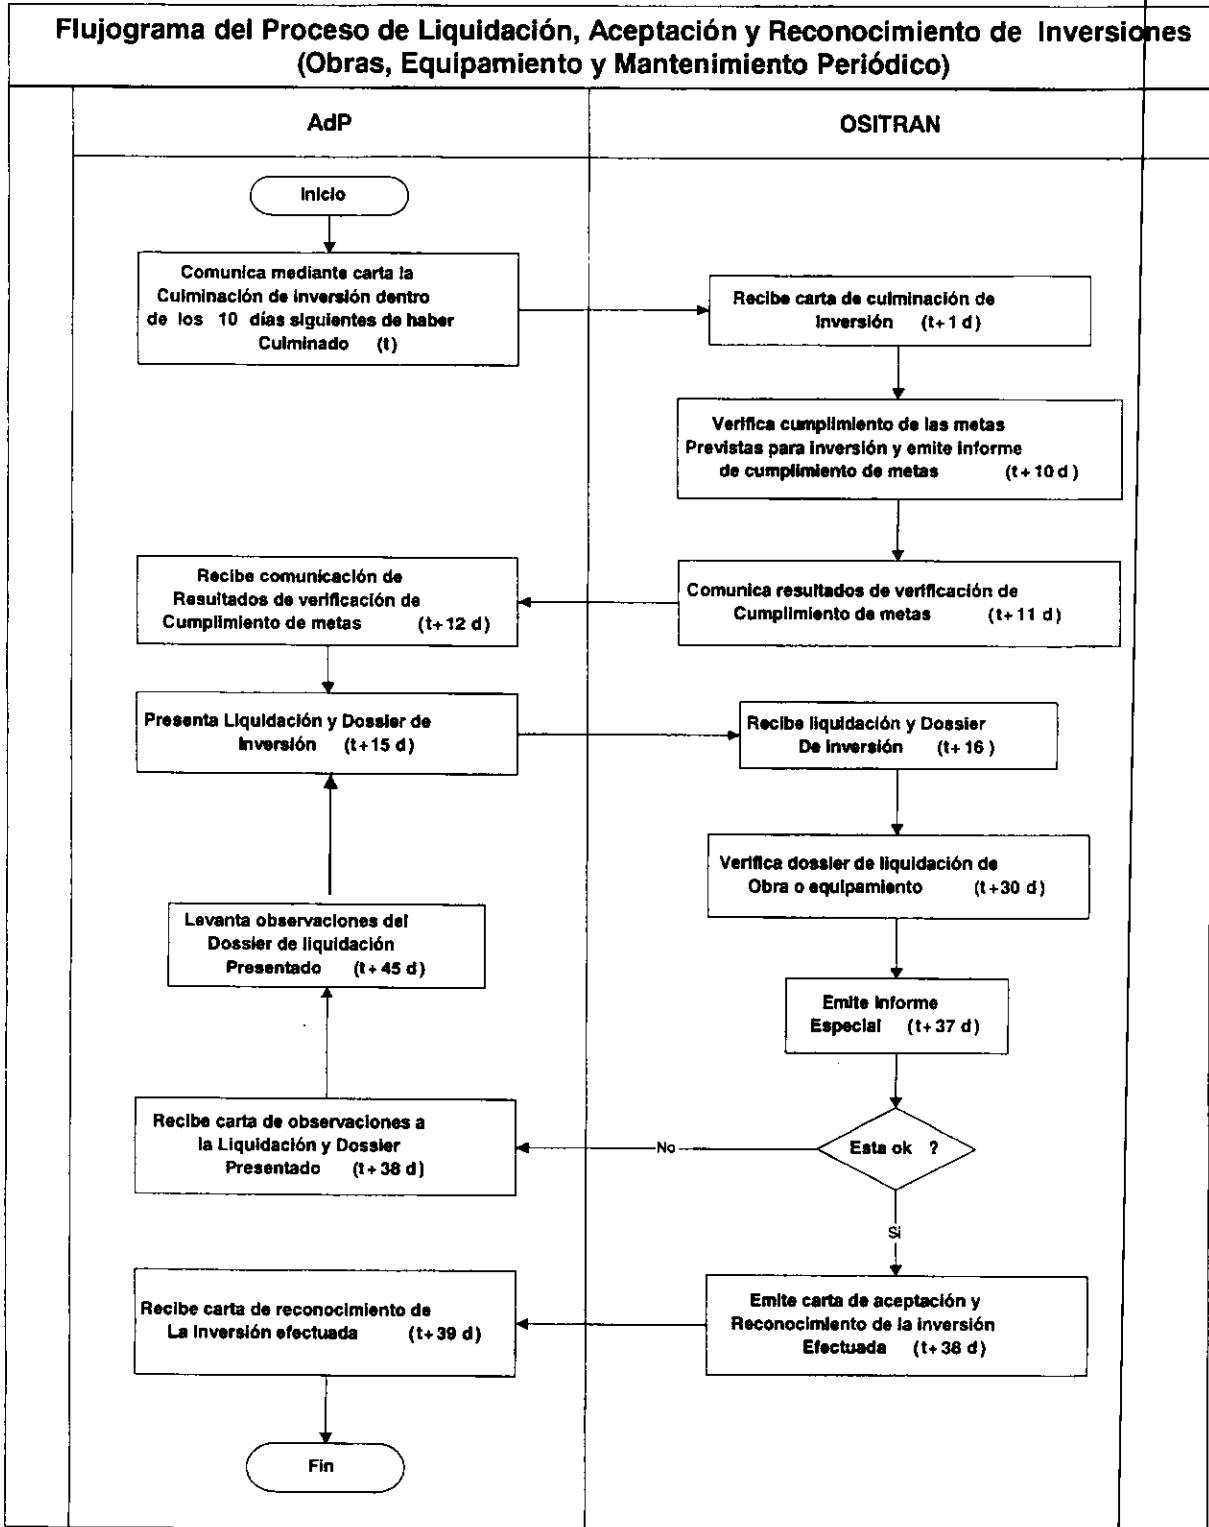 Flujograma del Proceso de Liquidación, Aceptación y Reconocimiento de Inversiones
(Obras, Equipamiento y Mantenimiento Periódico)
AdP
OSITRAN
Inicio
Comunica mediante carta la
Culminación de inversión dentro
de los 10 días siguientes de haber
Culminado (t)
Recibe carta de culminación de
Inversión (t+ 1 d)
Verifica cumplimiento de las metas
Previstas para inversión y emite informe
de cumplimiento de metas (t+ 10 d )
Comunica resultados de verificación de
Cumplimiento de metas (t+ 11 d)
Recibe comunicación de
Resultados de verificación de
Cumplimiento de metas (t+ 12 d)
Presenta Liquidación y Dossier de
Inversión (t+ 15 d)
Recibe liquidación y Dossier
De inversión (t+ 16 )
Verifica dossier de liquidación de
Obra o equipamiento (t+ 30 d)
Levanta observaciones del
Dossier de liquidación
Presentado (t+ 45 d)
Emite Informe
Especial (t+ 37 d)
Recibe carta de observaciones a
la Liquidación y Dossier
Presentado (t+ 38 d)
No
Esta ok ?
Si
Emite carta de aceptación y
Reconocimiento de la inversión
Efectuada (t+ 38 d)
Recibe carta de reconocimiento de
La Inversión efectuada (t+ 39 d)
Fin